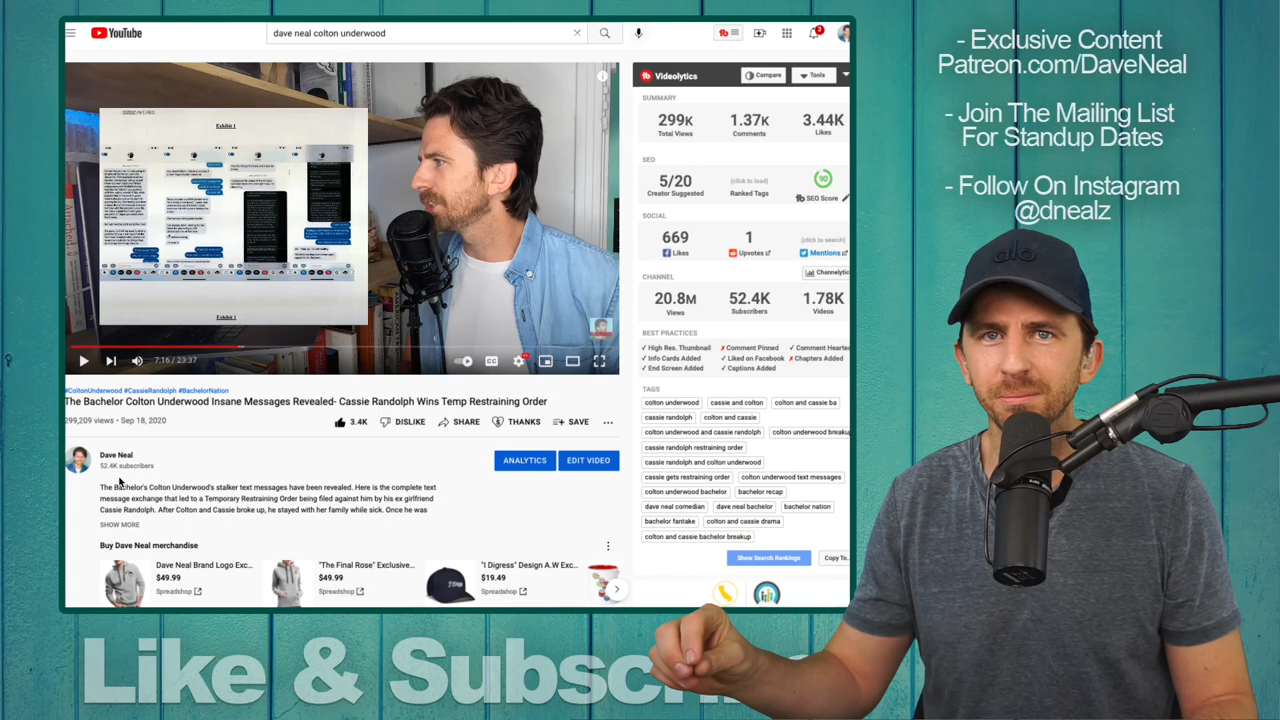 YouTube
dave neal colton underwood
Exhibit 1
Exhibit 1
7:16 / 23:37
#ColtonUnderwood #CassieRandolph #BachelorNation
The Bachelor Colton Underwood Insane Messages Revealed- Cassie Randolph Wins Temp Restraining Order
299,209 views • Sep 18, 2020
3.4K
DISLIKE
SHARE
THANKS
SAVE
Dave Neal
52.4K subscribers
ANALYTICS
EDIT VIDEO
The Bachelor's Colton Underwood's stalker text messages have been revealed. Here is the complete text
message exchange that led to a Temporary Restraining Order being filed against him by his ex girlfriend
Cassie Randolph. After Colton and Cassie broke up, he stayed with her family while sick. Once he was
SHOW MORE
Buy Dave Neal merchandise
Dave Neal Brand Logo Exc...
$49.99
Spreadshop
"The Final Rose" Exclusive...
$49.99
Spreadshop
"I Digress" Design A.W Exc...
$19.49
Spreadshop
Videolytics
Compare
Tools
SUMMARY
299K
Total Views
1.37K
Comments
3.44K
Likes
SEO
5/20
Creator Suggested
(click to load)
Ranked Tags
90
SEO Score
SOCIAL
669
Likes
1
Upvotes
(click to search)
Mentions
CHANNEL
Channelytic
20.8M
Views
52.4K
Subscribers
1.78K
Videos
BEST PRACTICES
✓ High Res. Thumbnail
✗ Comment Pinned
✓ Comment Hearte
✓ Info Cards Added
✓ Liked on Facebook
✗ Chapters Added
✓ End Screen Added
✓ Captions Added
TAGS
colton underwood
cassie and colton
colton and cassie ba
cassie randolph
colton and cassie
colton underwood and cassie randolph
colton underwood breakup
cassie randolph restraining order
cassie randolph and colton underwood
cassie gets restraining order
colton underwood text messages
colton underwood bachelor
bachelor recap
dave neal comedian
dave neal bachelor
bachelor nation
bachelor fantake
colton and cassie drama
colton and cassie bachelor breakup
Show Search Rankings
Copy To...
- Exclusive Content
Patreon.com/DaveNeal
- Join The Mailing List
For Standup Dates
- Follow On Instagram
@dnealz
alo
Like & Subscri